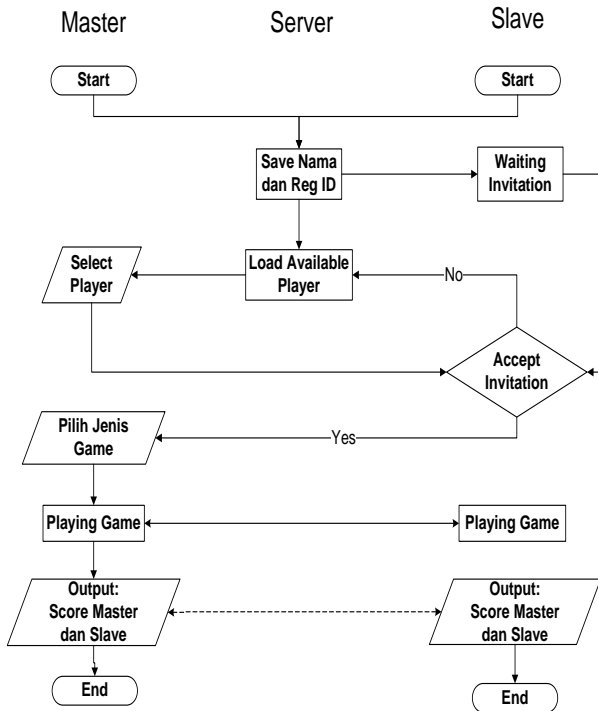 Master
Server
Slave
Start
Start
Save Nama
dan Reg ID
Waiting
Invitation
Select
Player
Load Available
Player
No
Accept
Invitation
Pilih Jenis
Game
Yes
Playing Game
Playing Game
Output:
Score Master
dan Slave
Output:
Score Master
dan Slave
End
End